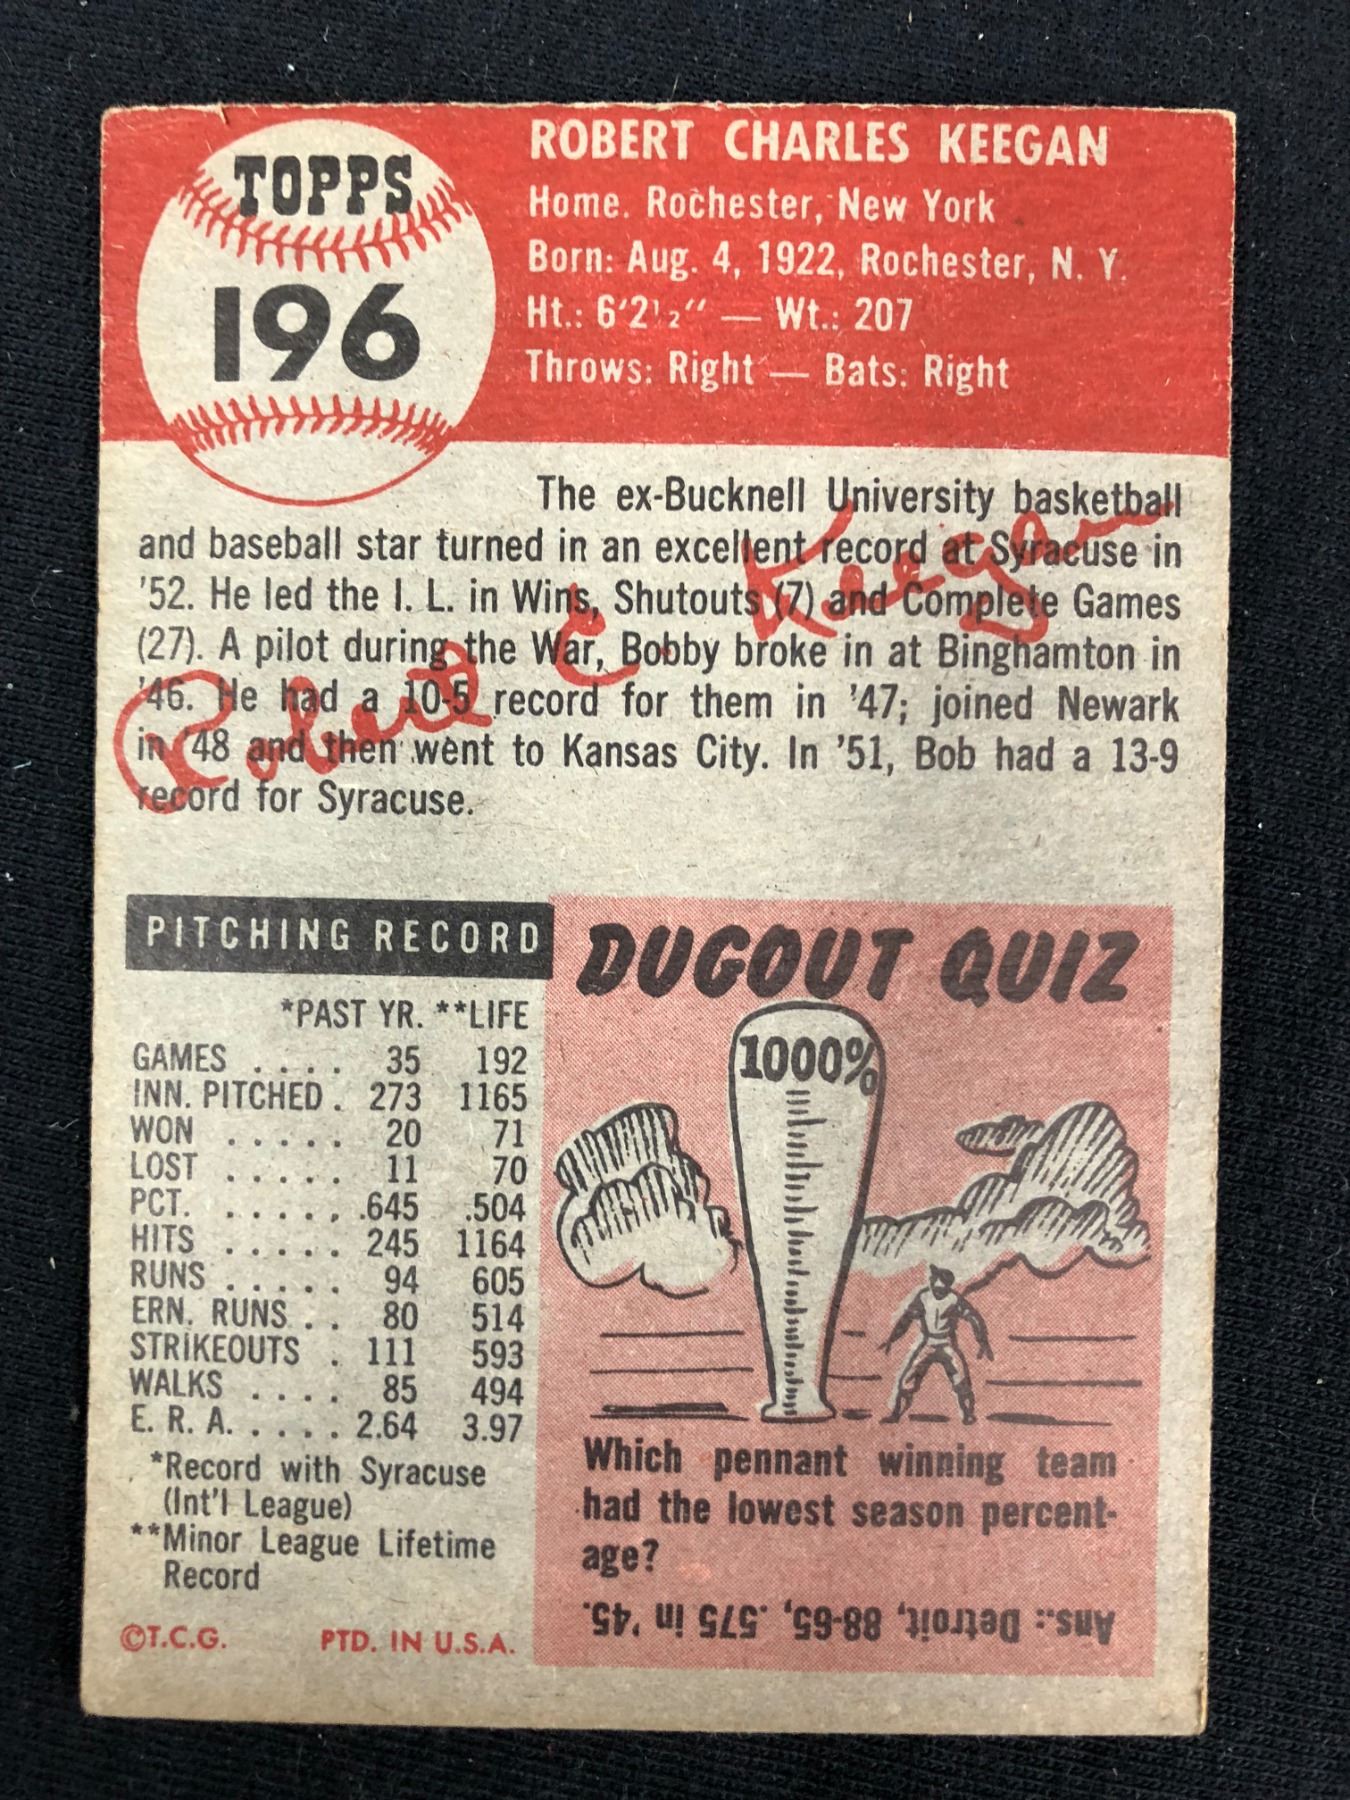 TOPPS
196
ROBERT CHARLES KEEGAN
Home. Rochester, New York
Born: Aug. 4, 1922, Rochester, N. Y.
Ht.: 6'2½" — Wt.: 207
Throws: Right — Bats: Right
The ex-Bucknell University basketball
and baseball star turned in an excellent record at Syracuse in
'52. He led the I. L. in Wins, Shutouts (7) and Complete Games
(27). A pilot during the War, Bobby broke in at Binghamton in
'46. He had a 10-5 record for them in '47; joined Newark
in '48 and then went to Kansas City. In '51, Bob had a 13-9
record for Syracuse.
Robert C. Keegan
PITCHING RECORD
*PAST YR. **LIFE
GAMES . . . . 35 192
INN. PITCHED . 273 1165
WON . . . . . 20 71
LOST . . . . . 11 70
PCT. . . . . . .645 .504
HITS . . . . . 245 1164
RUNS . . . . . 94 605
ERN. RUNS . . 80 514
STRIKEOUTS . 111 593
WALKS . . . . 85 494
E. R. A. . . . . 2.64 3.97
*Record with Syracuse
(Int'l League)
**Minor League Lifetime
Record
©T.C.G. PTD. IN U.S.A.
DUGOUT QUIZ
1000%
Which pennant winning team
had the lowest season percent-
age?
Ans.: Detroit, 88-65, .575 in '45.